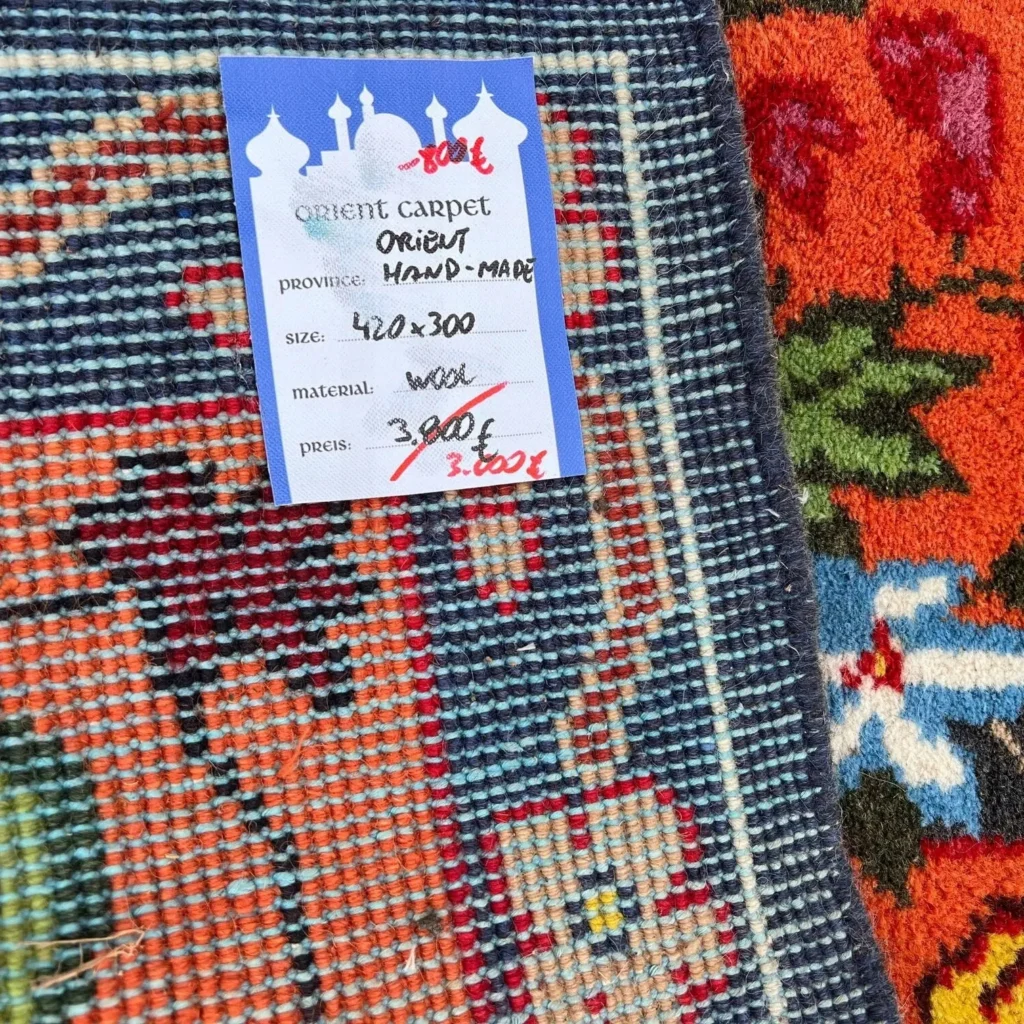 -800 €
ORIENT CARPET
ORIENT
PROVINCE: HAND-MADE
SIZE: 420 x 300
MATERIAL: WOOL
PREIS: 3.800 €
3.000 €